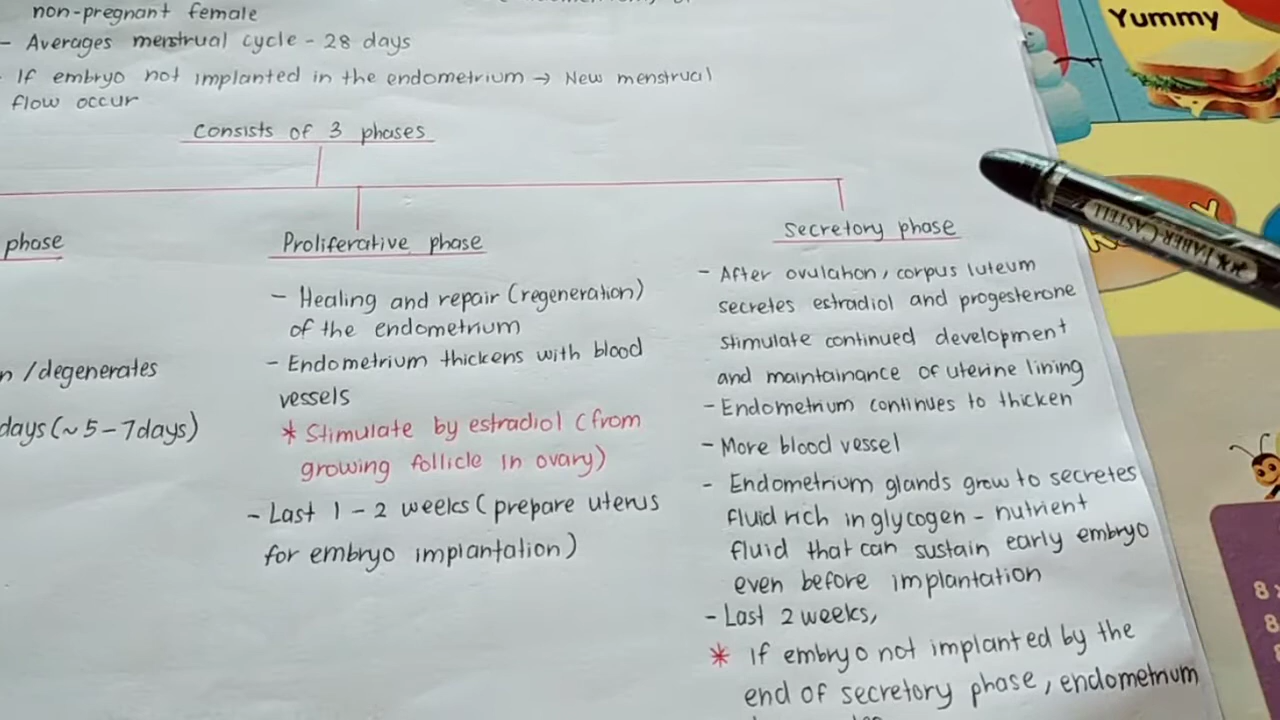 non-pregnant female
- Averages menstrual cycle - 28 days
- If embryo not implanted in the endometrium → New menstrual
flow occur
Consists of 3 phases
phase
n / degenerates
days (~ 5 - 7 days)
Proliferative phase
- Healing and repair (regeneration)
of the endometrium
- Endometrium thickens with blood
vessels
* Stimulate by estradiol (from
growing follicle in ovary)
- Last 1 - 2 weeks (prepare uterus
for embryo implantation)
Secretory phase
- After ovulation, corpus luteum
secretes estradiol and progesterone
stimulate continued development
and maintainance of uterine lining
- Endometrium continues to thicken
- More blood vessel
- Endometrium glands grow to secretes
fluid rich in glycogen - nutrient
fluid that can sustain early embryo
even before implantation
- Last 2 weeks,
* If embryo not implanted by the
end of secretory phase, endometrium
Yummy
FABER CASTELL
8
8